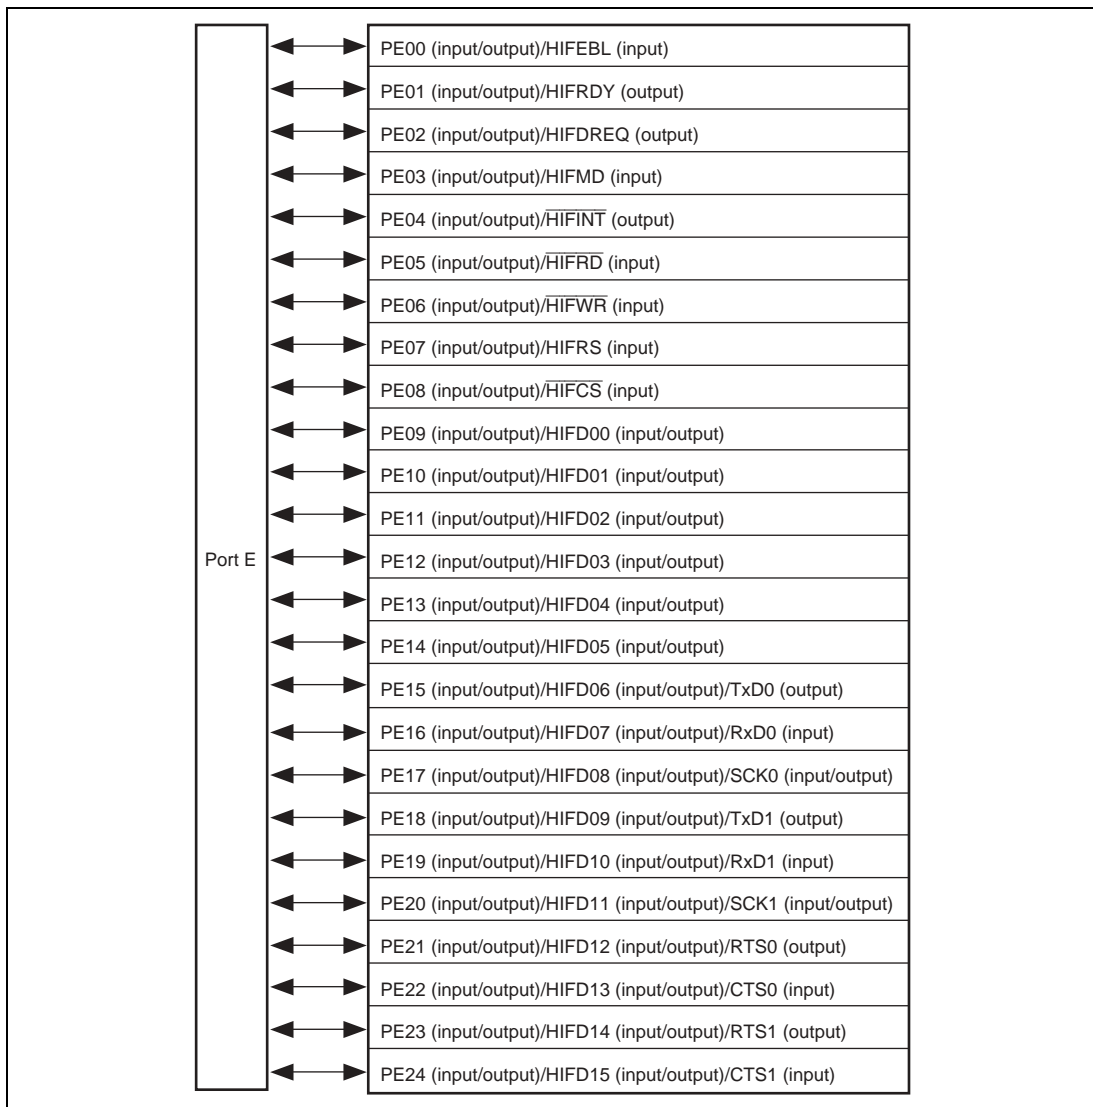 PE00 (input/output)/HIFEBL (input)
PE01 (input/output)/HIFRDY (output)
PE02 (input/output)/HIFDREQ (output)
PE03 (input/output)/HIFMD (input)
PE04 (input/output)/H̅I̅F̅I̅N̅T̅ (output)
PE05 (input/output)/H̅I̅F̅R̅D̅ (input)
PE06 (input/output)/H̅I̅F̅W̅R̅ (input)
PE07 (input/output)/HIFRS (input)
PE08 (input/output)/H̅I̅F̅C̅S̅ (input)
PE09 (input/output)/HIFD00 (input/output)
PE10 (input/output)/HIFD01 (input/output)
PE11 (input/output)/HIFD02 (input/output)
Port E
PE12 (input/output)/HIFD03 (input/output)
PE13 (input/output)/HIFD04 (input/output)
PE14 (input/output)/HIFD05 (input/output)
PE15 (input/output)/HIFD06 (input/output)/TxD0 (output)
PE16 (input/output)/HIFD07 (input/output)/RxD0 (input)
PE17 (input/output)/HIFD08 (input/output)/SCK0 (input/output)
PE18 (input/output)/HIFD09 (input/output)/TxD1 (output)
PE19 (input/output)/HIFD10 (input/output)/RxD1 (input)
PE20 (input/output)/HIFD11 (input/output)/SCK1 (input/output)
PE21 (input/output)/HIFD12 (input/output)/RTS0 (output)
PE22 (input/output)/HIFD13 (input/output)/CTS0 (input)
PE23 (input/output)/HIFD14 (input/output)/RTS1 (output)
PE24 (input/output)/HIFD15 (input/output)/CTS1 (input)